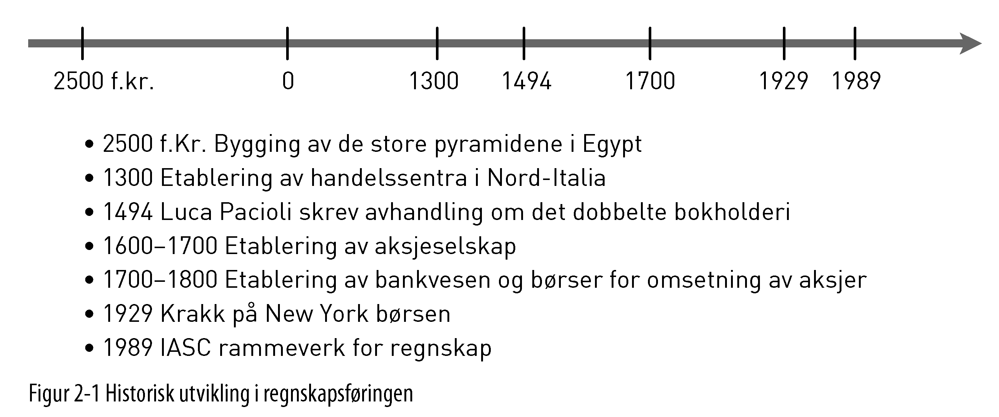 2500 f.kr. 0 1300 1494 1700 1929 1989
• 2500 f.Kr. Bygging av de store pyramidene i Egypt
• 1300 Etablering av handelssentra i Nord-Italia
• 1494 Luca Pacioli skrev avhandling om det dobbelte bokholderi
• 1600–1700 Etablering av aksjeselskap
• 1700–1800 Etablering av bankvesen og børser for omsetning av aksjer
• 1929 Krakk på New York børsen
• 1989 IASC rammeverk for regnskap
Figur 2-1 Historisk utvikling i regnskapsføringen